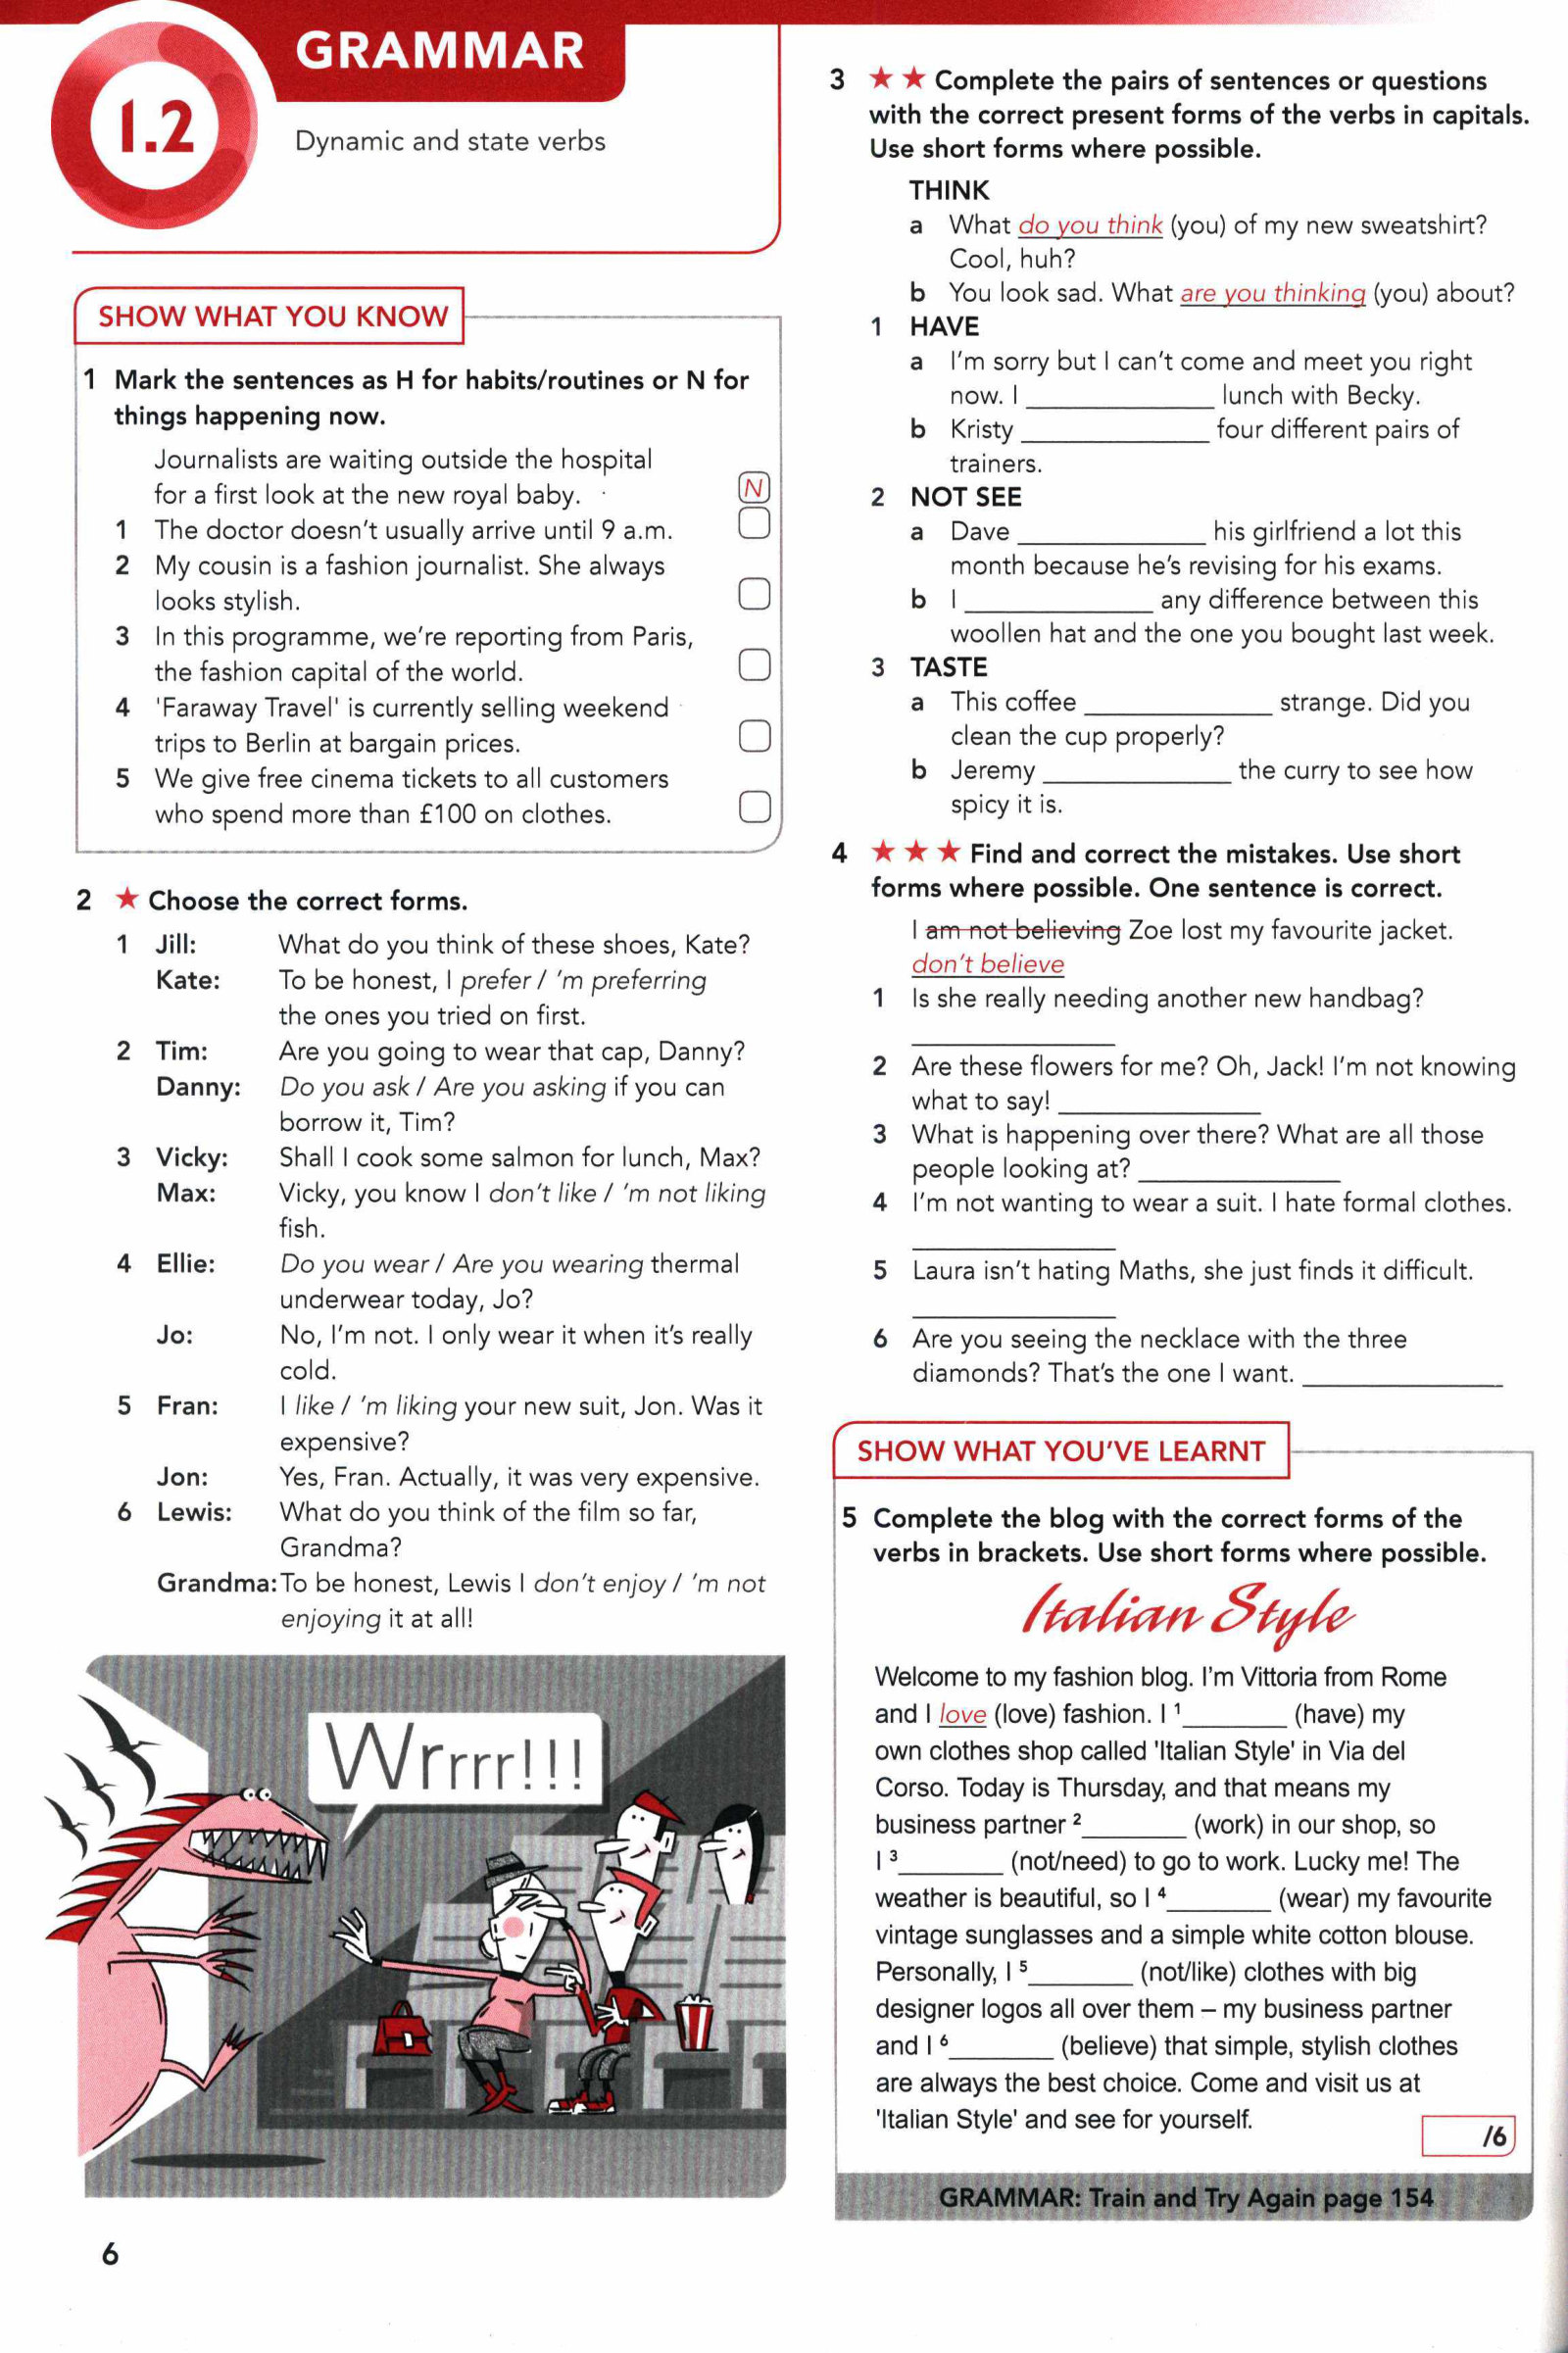 GRAMMAR
1.2
Dynamic and state verbs
SHOW WHAT YOU KNOW
1 Mark the sentences as H for habits/routines or N for
things happening now.
Journalists are waiting outside the hospital
for a first look at the new royal baby. N
1 The doctor doesn't usually arrive until 9 a.m.
2 My cousin is a fashion journalist. She always
looks stylish.
3 In this programme, we're reporting from Paris,
the fashion capital of the world.
4 'Faraway Travel' is currently selling weekend
trips to Berlin at bargain prices.
5 We give free cinema tickets to all customers
who spend more than £100 on clothes.
2 ★ Choose the correct forms.
1 Jill: What do you think of these shoes, Kate?
Kate: To be honest, I prefer / 'm preferring
the ones you tried on first.
2 Tim: Are you going to wear that cap, Danny?
Danny: Do you ask / Are you asking if you can
borrow it, Tim?
3 Vicky: Shall I cook some salmon for lunch, Max?
Max: Vicky, you know I don't like / 'm not liking
fish.
4 Ellie: Do you wear / Are you wearing thermal
underwear today, Jo?
Jo: No, I'm not. I only wear it when it's really
cold.
5 Fran: I like / 'm liking your new suit, Jon. Was it
expensive?
Jon: Yes, Fran. Actually, it was very expensive.
6 Lewis: What do you think of the film so far,
Grandma?
Grandma: To be honest, Lewis I don't enjoy / 'm not
enjoying it at all!
Wrrrr!!!
6
3 ★ ★ Complete the pairs of sentences or questions
with the correct present forms of the verbs in capitals.
Use short forms where possible.
THINK
a What do you think (you) of my new sweatshirt?
Cool, huh?
b You look sad. What are you thinking (you) about?
1 HAVE
a I'm sorry but I can't come and meet you right
now. I ______________ lunch with Becky.
b Kristy ______________ four different pairs of
trainers.
2 NOT SEE
a Dave ______________ his girlfriend a lot this
month because he's revising for his exams.
b I ______________ any difference between this
woollen hat and the one you bought last week.
3 TASTE
a This coffee ______________ strange. Did you
clean the cup properly?
b Jeremy ______________ the curry to see how
spicy it is.
4 ★ ★ ★ Find and correct the mistakes. Use short
forms where possible. One sentence is correct.
I am not believing Zoe lost my favourite jacket.
don't believe
1 Is she really needing another new handbag?
______________
2 Are these flowers for me? Oh, Jack! I'm not knowing
what to say! ______________
3 What is happening over there? What are all those
people looking at? ______________
4 I'm not wanting to wear a suit. I hate formal clothes.
______________
5 Laura isn't hating Maths, she just finds it difficult.
______________
6 Are you seeing the necklace with the three
diamonds? That's the one I want. ______________
SHOW WHAT YOU'VE LEARNT
5 Complete the blog with the correct forms of the
verbs in brackets. Use short forms where possible.
Italian Style
Welcome to my fashion blog. I'm Vittoria from Rome
and I love (love) fashion. I ¹________ (have) my
own clothes shop called 'Italian Style' in Via del
Corso. Today is Thursday, and that means my
business partner ²________ (work) in our shop, so
I ³________ (not/need) to go to work. Lucky me! The
weather is beautiful, so I ⁴________ (wear) my favourite
vintage sunglasses and a simple white cotton blouse.
Personally, I ⁵________ (not/like) clothes with big
designer logos all over them – my business partner
and I ⁶________ (believe) that simple, stylish clothes
are always the best choice. Come and visit us at
'Italian Style' and see for yourself.
/6
GRAMMAR: Train and Try Again page 154